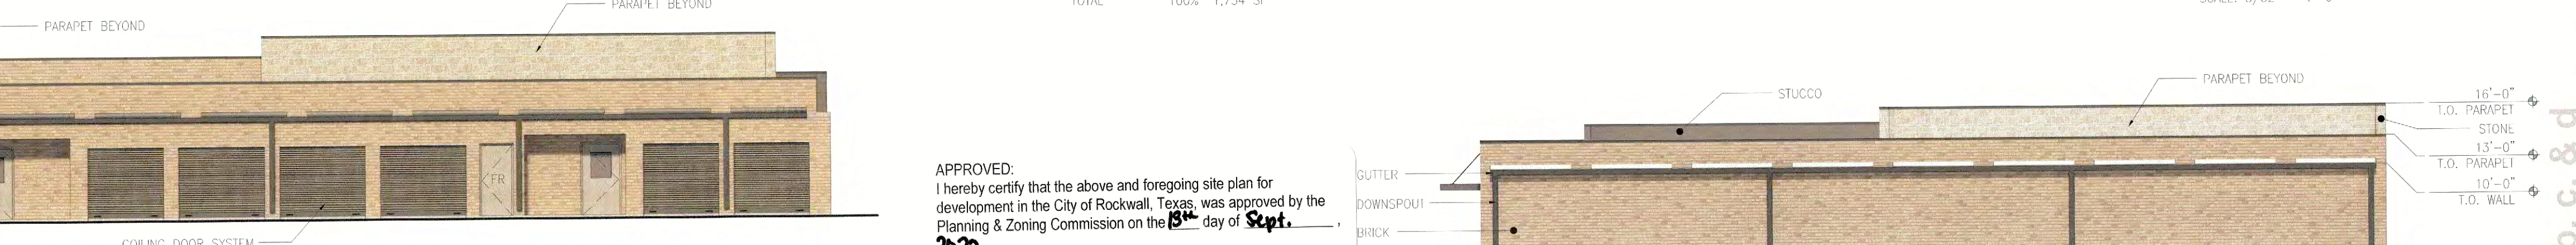 PARAPET BEYOND
PARAPET BEYOND
TOTAL 100% 1,754 SF
PARAPET BEYOND
STUCCO
16'-0"
T.O. PARAPET
STONE
13'-0"
T.O. PARAPET
10'-0"
T.O. WALL
GUTTER
DOWNSPOUT
BRICK
FR
COILING DOOR SYSTEM
APPROVED:
I hereby certify that the above and foregoing site plan for
development in the City of Rockwall, Texas, was approved by the
Planning & Zoning Commission on the 13th day of Sept. ,
c & d